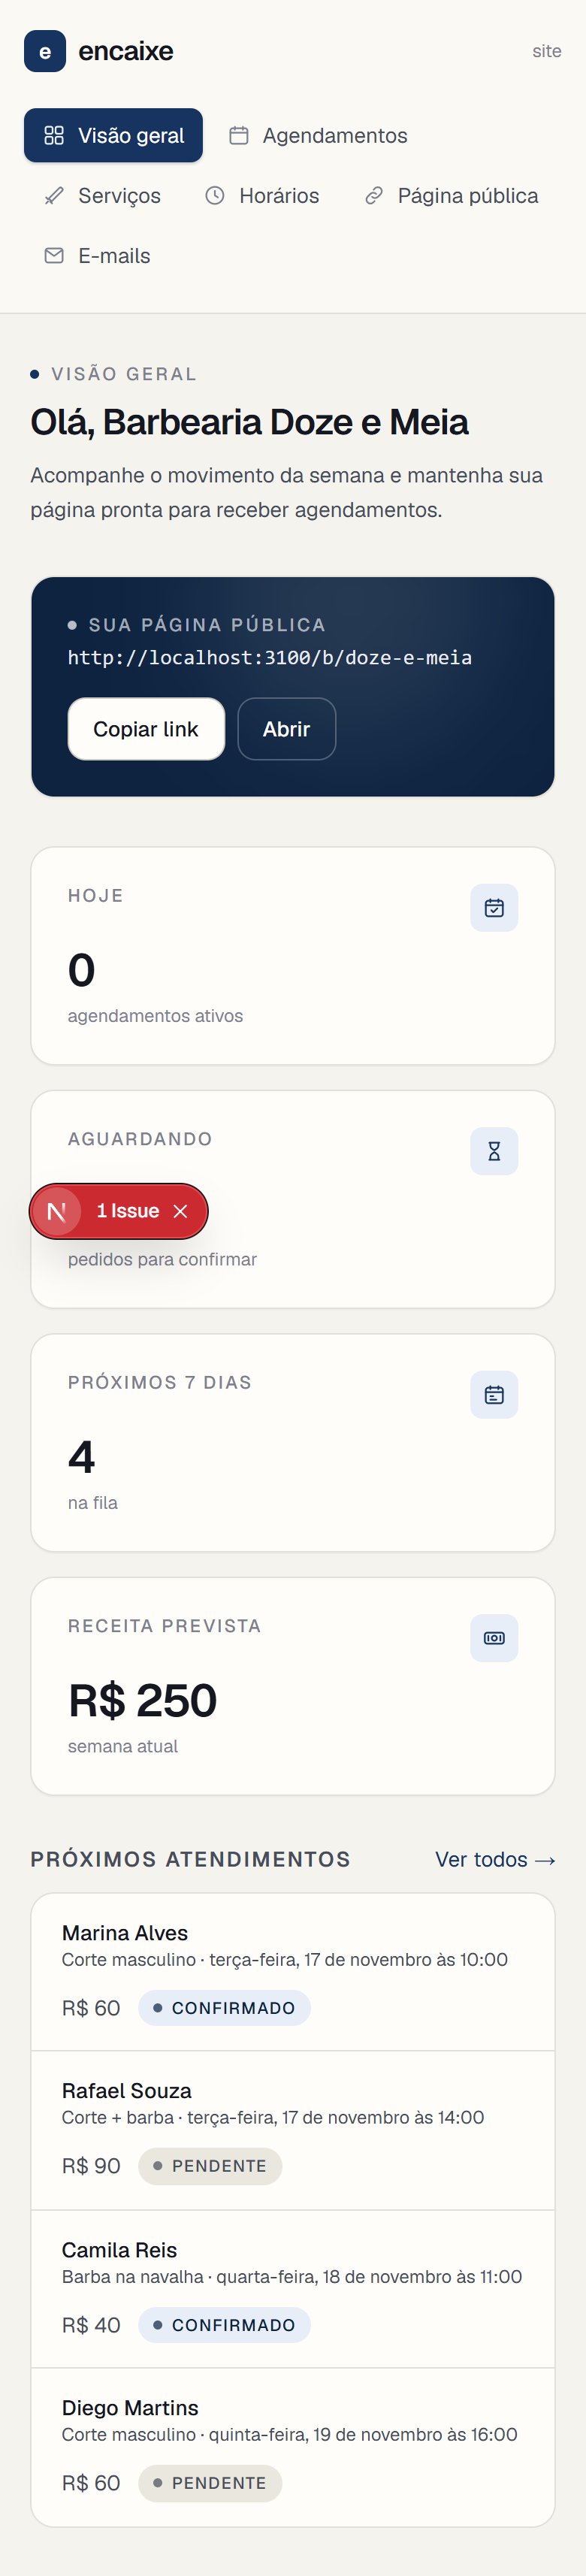 e encaixe
site
Visão geral
Agendamentos
Serviços
Horários
Página pública
E-mails
VISÃO GERAL
Olá, Barbearia Doze e Meia
Acompanhe o movimento da semana e mantenha sua
página pronta para receber agendamentos.
SUA PÁGINA PÚBLICA
http://localhost:3100/b/doze-e-meia
Copiar link
Abrir
HOJE
0
agendamentos ativos
AGUARDANDO
N 1 Issue
pedidos para confirmar
PRÓXIMOS 7 DIAS
4
na fila
RECEITA PREVISTA
R$ 250
semana atual
PRÓXIMOS ATENDIMENTOS
Ver todos →
Marina Alves
Corte masculino · terça-feira, 17 de novembro às 10:00
R$ 60 CONFIRMADO
Rafael Souza
Corte + barba · terça-feira, 17 de novembro às 14:00
R$ 90 PENDENTE
Camila Reis
Barba na navalha · quarta-feira, 18 de novembro às 11:00
R$ 40 CONFIRMADO
Diego Martins
Corte masculino · quinta-feira, 19 de novembro às 16:00
R$ 60 PENDENTE